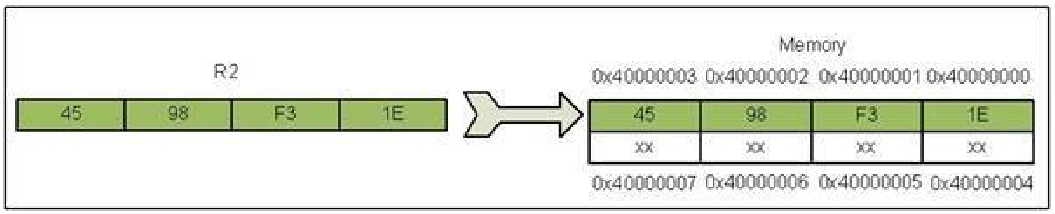 Memory
R2
0x40000003 0x40000002 0x40000001 0x40000000
45 98 F3 1E
45 98 F3 1E
xx xx xx xx
0x40000007 0x40000006 0x40000005 0x40000004